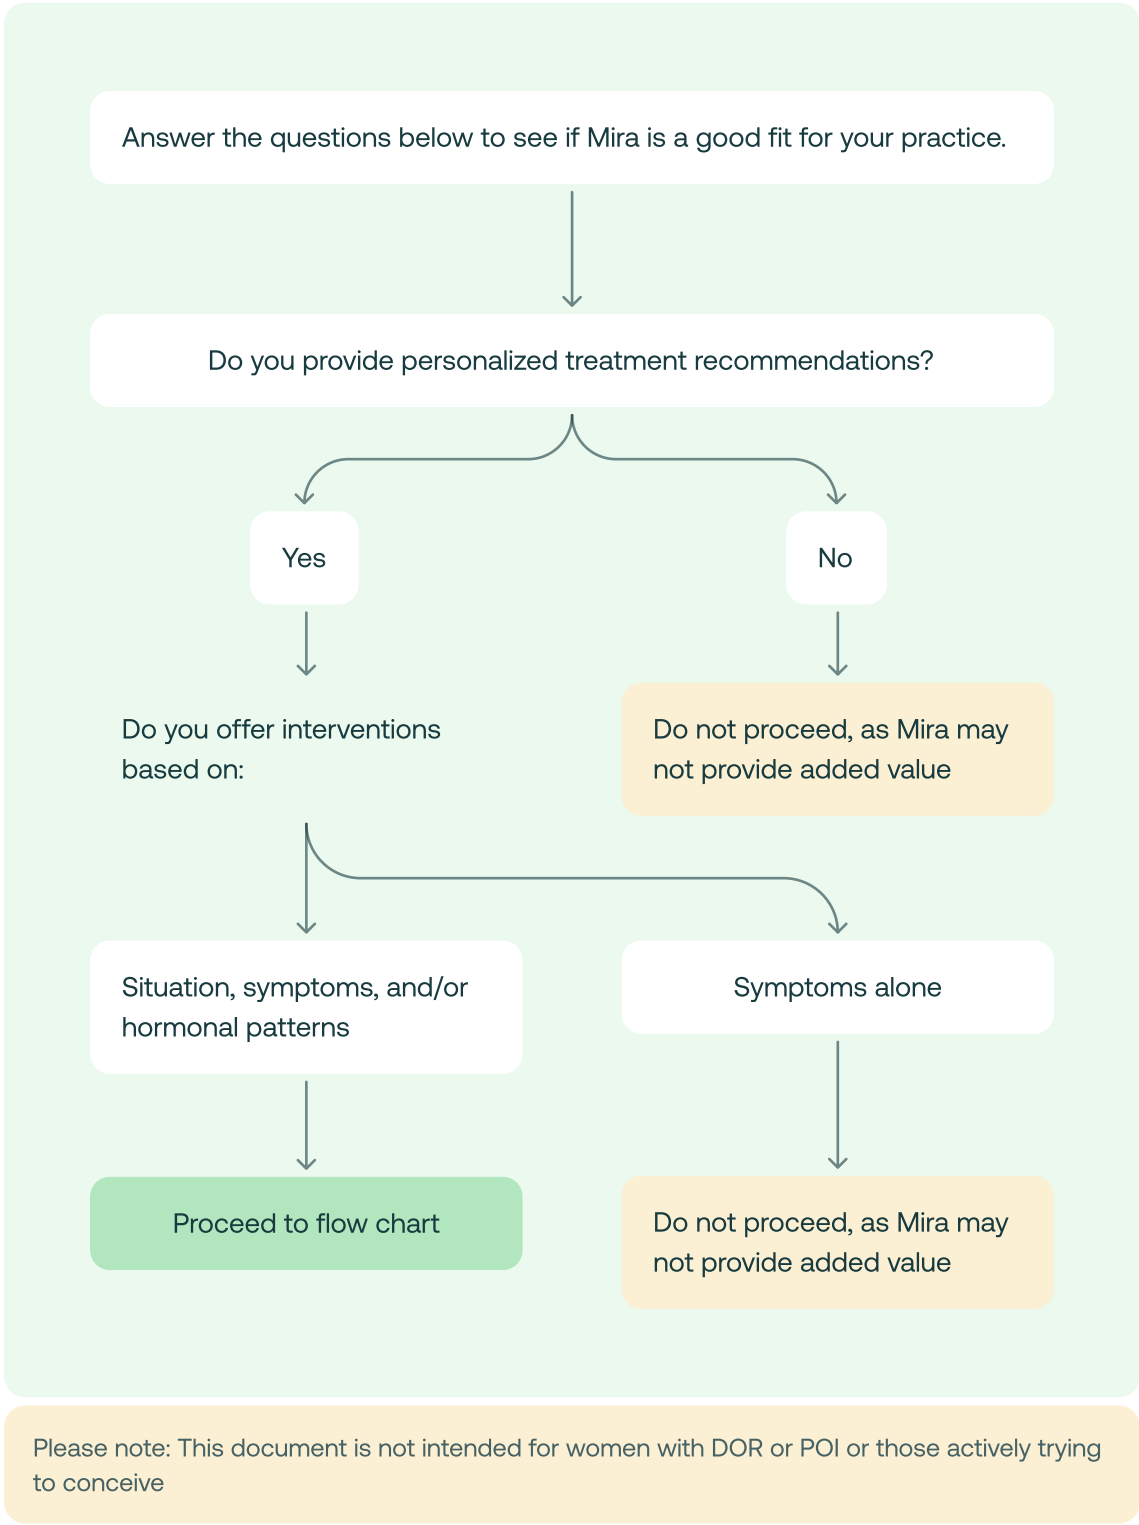 Answer the questions below to see if Mira is a good fit for your practice.
Do you provide personalized treatment recommendations?
Yes
No
Do you offer interventions
based on:
Do not proceed, as Mira may
not provide added value
Situation, symptoms, and/or
hormonal patterns
Symptoms alone
Proceed to flow chart
Do not proceed, as Mira may
not provide added value
Please note: This document is not intended for women with DOR or POI or those actively trying
to conceive